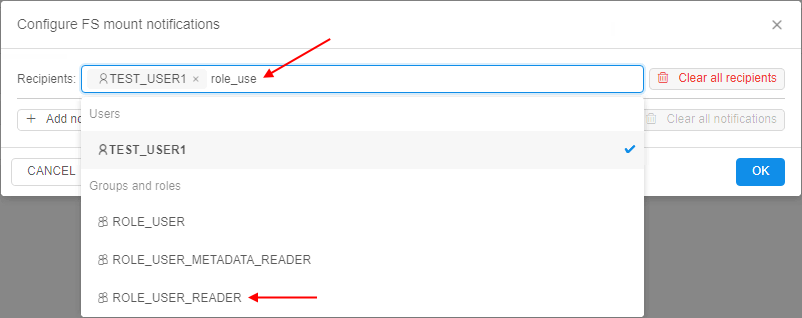 Configure FS mount notifications
Recipients: TEST_USER1 × role_use Clear all recipients
Users
+ Add no Clear all notifications
TEST_USER1
CANCEL OK
Groups and roles
ROLE_USER
ROLE_USER_METADATA_READER
ROLE_USER_READER